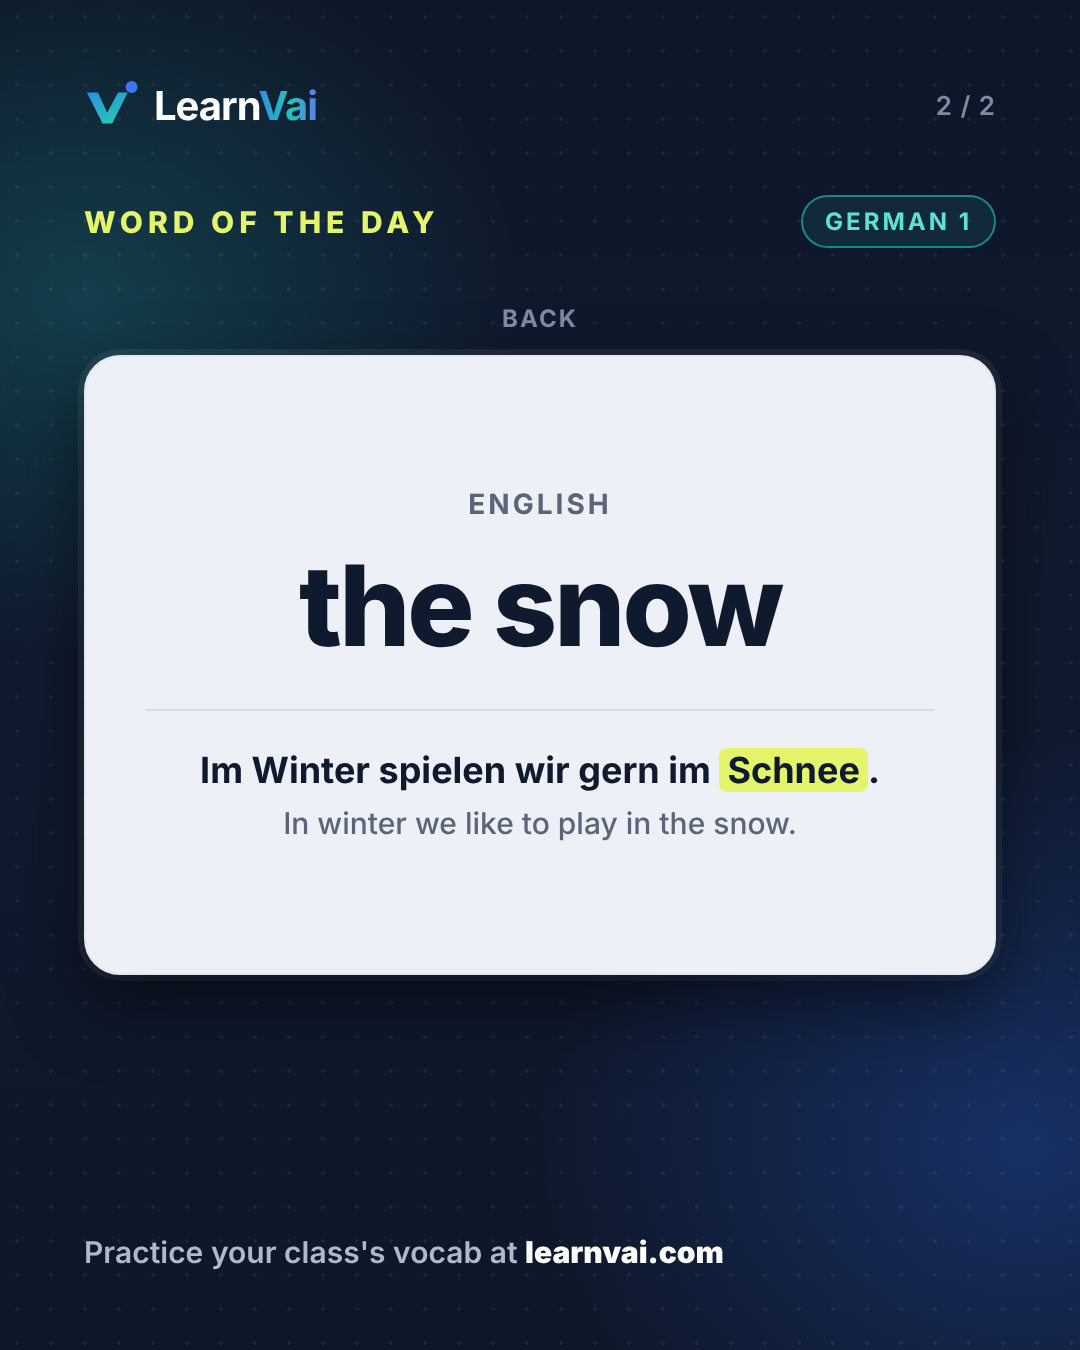 LearnVai
2 / 2
WORD OF THE DAY
GERMAN 1
BACK
ENGLISH
the snow
Im Winter spielen wir gern im Schnee.
In winter we like to play in the snow.
Practice your class's vocab at learnvai.com